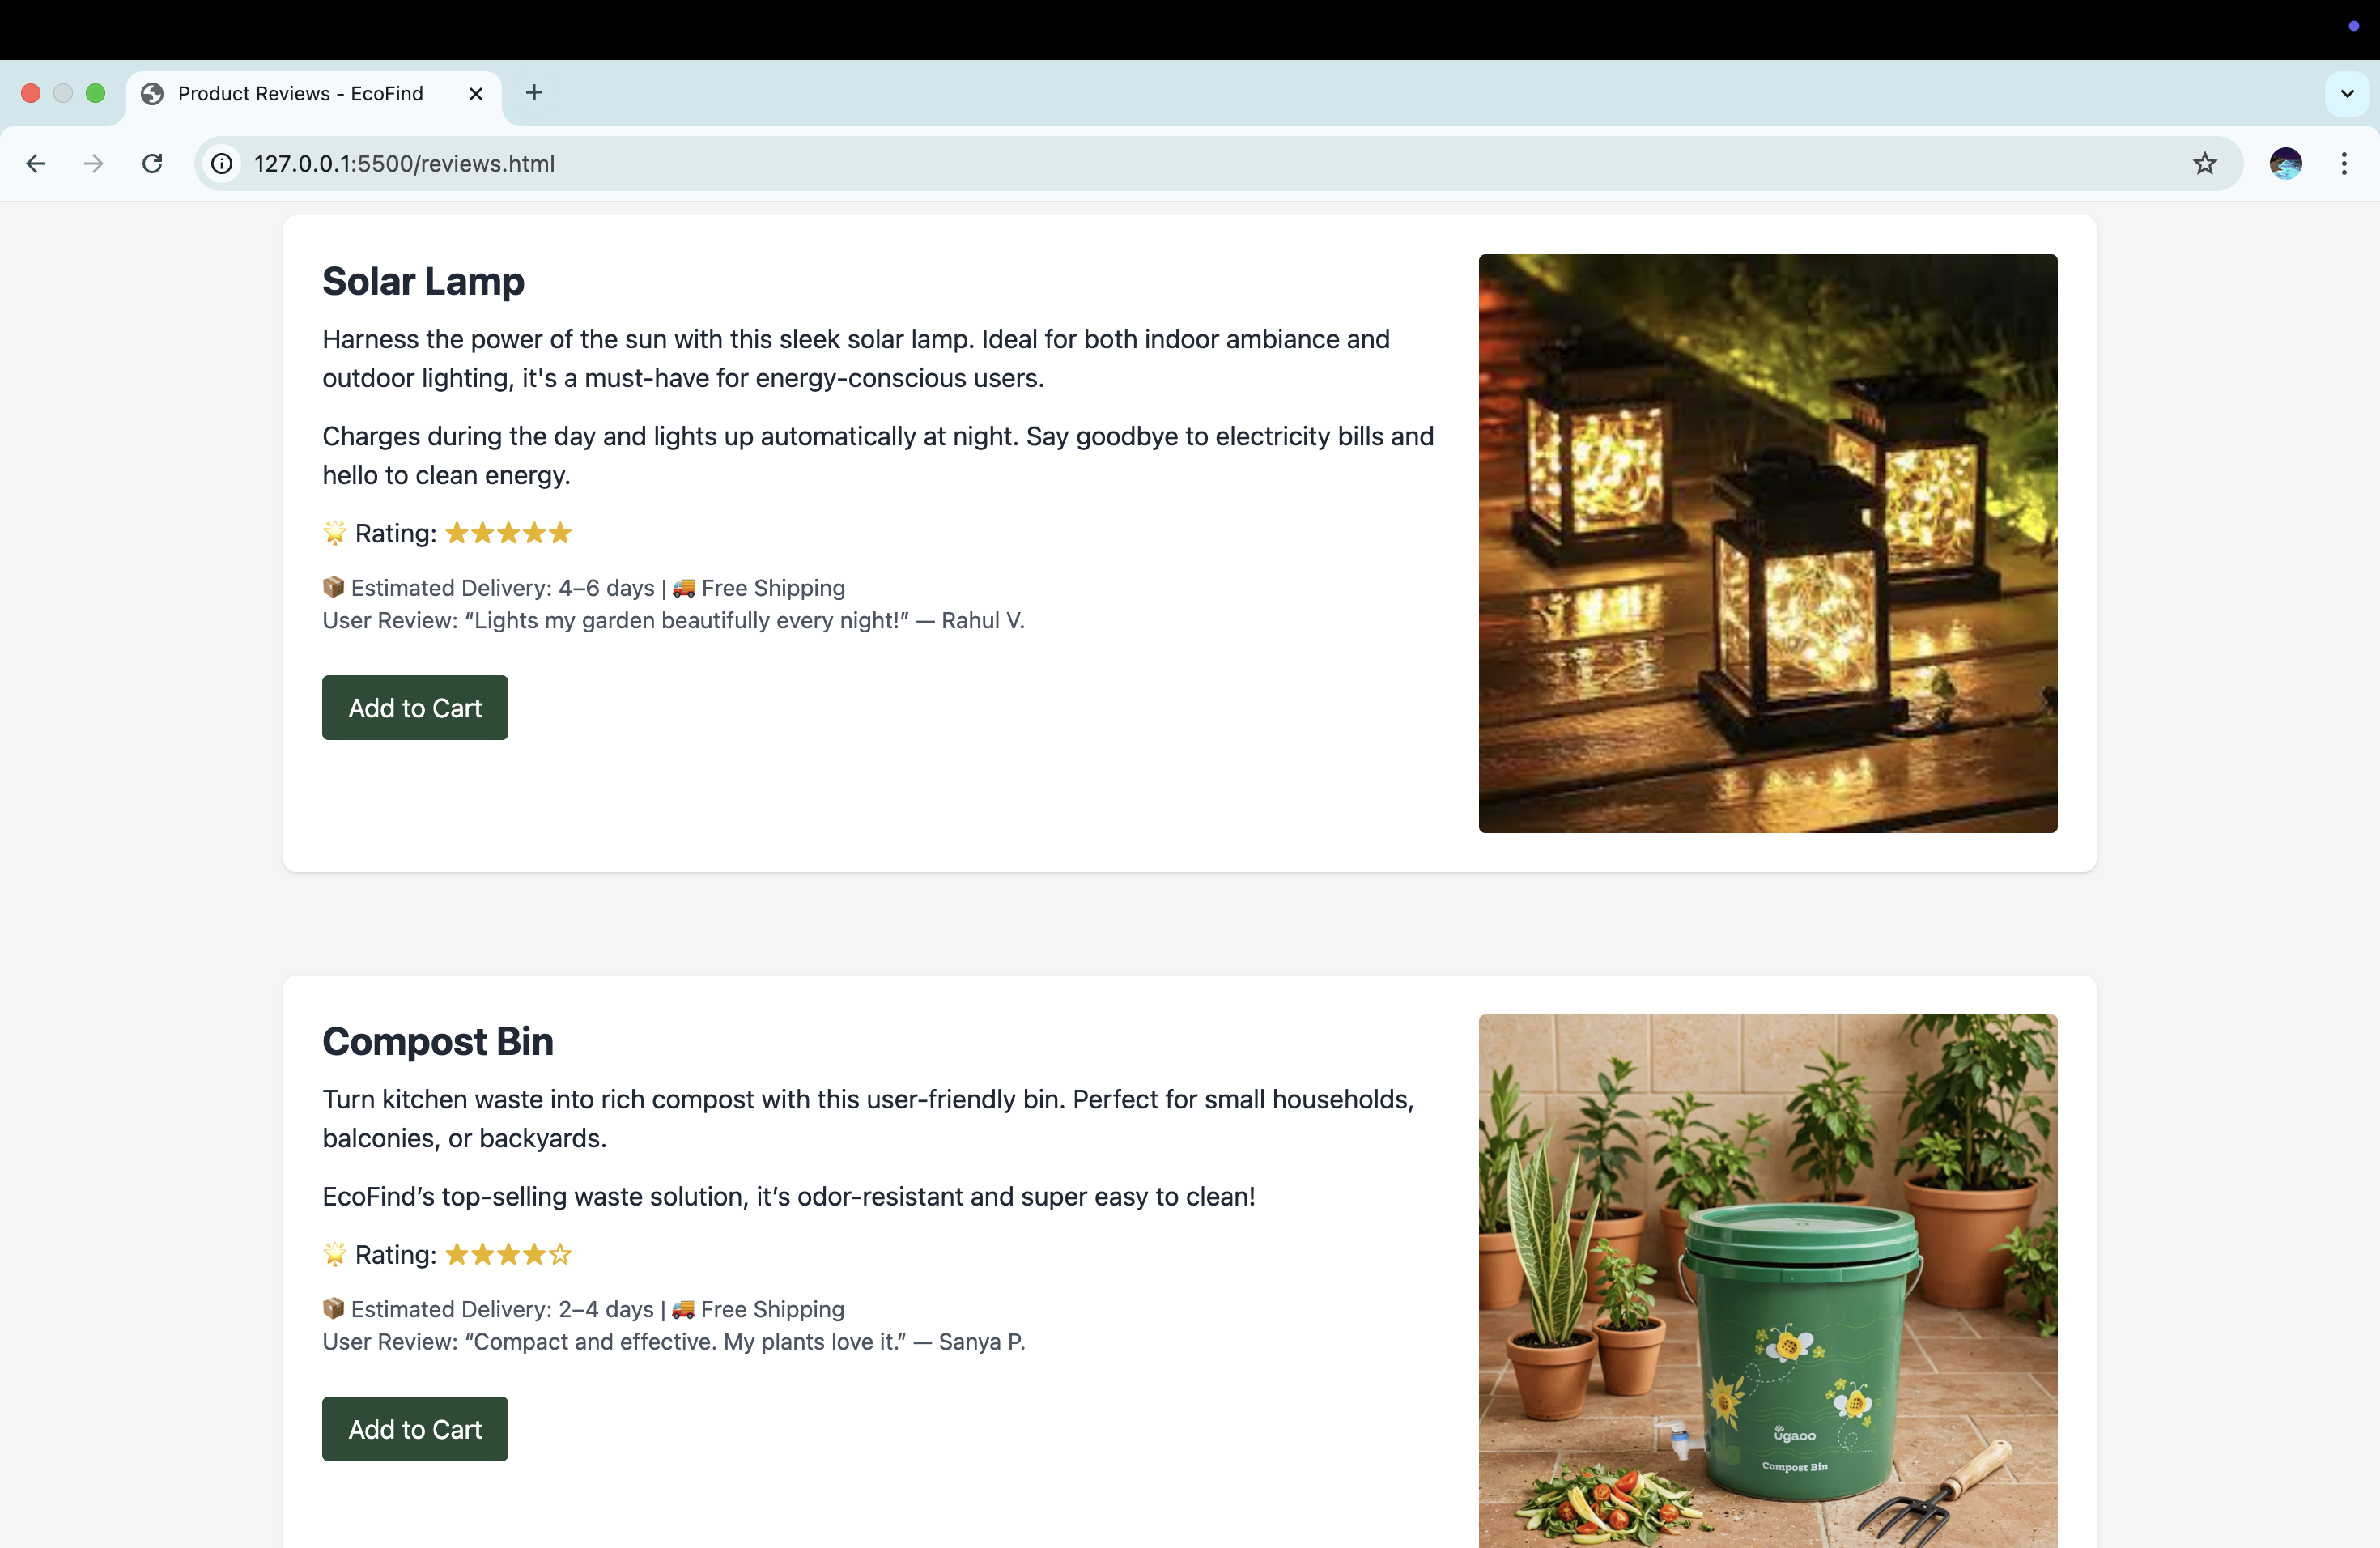 Product Reviews - EcoFind
127.0.0.1:5500/reviews.html
Solar Lamp
Harness the power of the sun with this sleek solar lamp. Ideal for both indoor ambiance and
outdoor lighting, it's a must-have for energy-conscious users.
Charges during the day and lights up automatically at night. Say goodbye to electricity bills and
hello to clean energy.
🌟 Rating: ★★★★★
📦 Estimated Delivery: 4–6 days | 🚚 Free Shipping
User Review: “Lights my garden beautifully every night!” — Rahul V.
Add to Cart
Compost Bin
Turn kitchen waste into rich compost with this user-friendly bin. Perfect for small households,
balconies, or backyards.
EcoFind’s top-selling waste solution, it’s odor-resistant and super easy to clean!
🌟 Rating: ★★★★☆
📦 Estimated Delivery: 2–4 days | 🚚 Free Shipping
User Review: “Compact and effective. My plants love it.” — Sanya P.
Add to Cart
ugaoo
Compost Bin